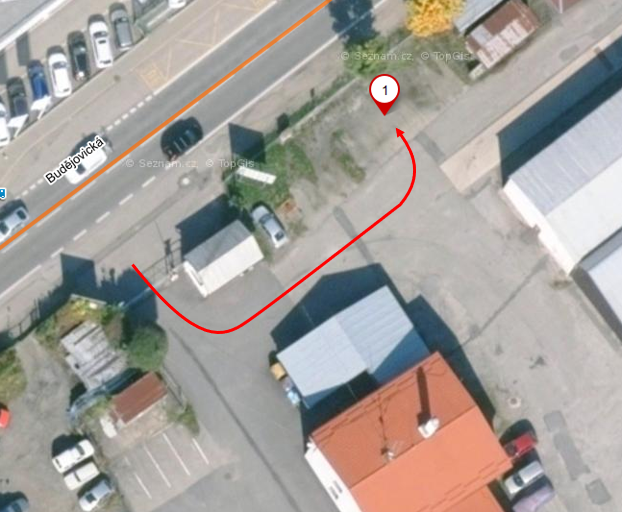 © Seznam.cz, © TopGis
1
Budějovická
© Seznam.cz, © TopGis